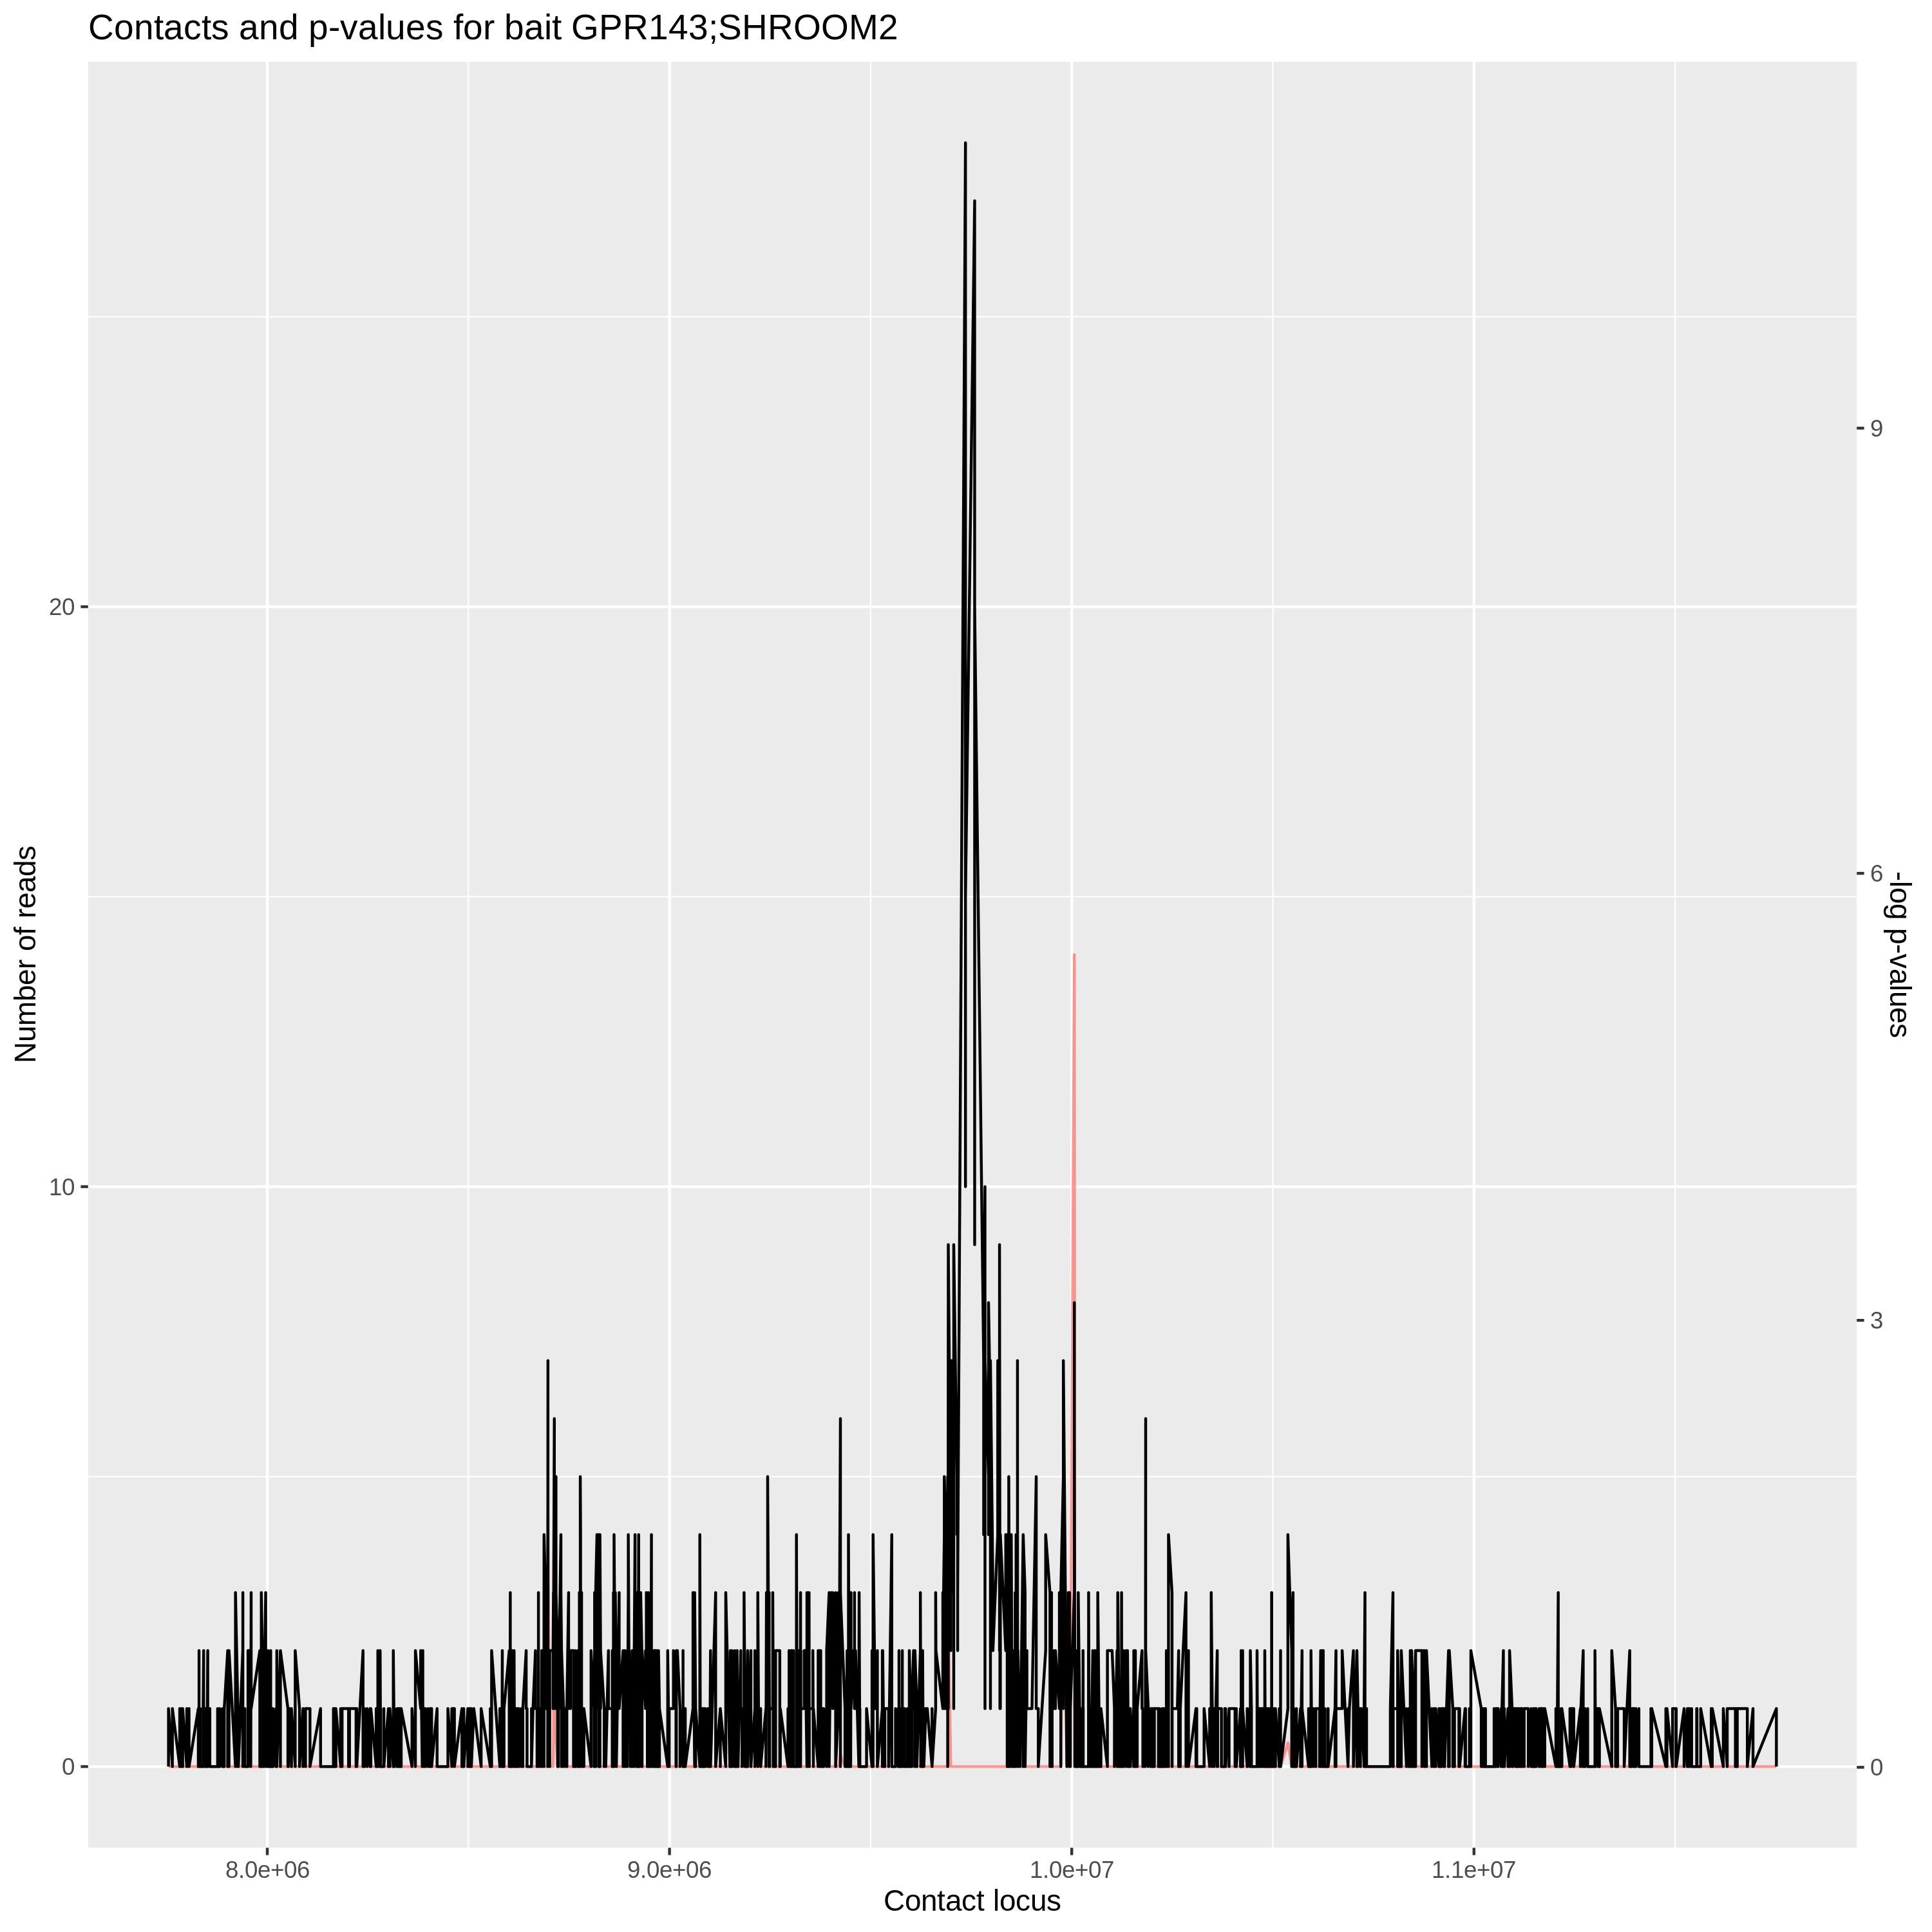 Contacts and p-values for bait GPR143;SHROOM2
Number of reads
20
10
0
9
6
3
0
-log p-values
8.0e+06 9.0e+06 1.0e+07 1.1e+07
Contact locus